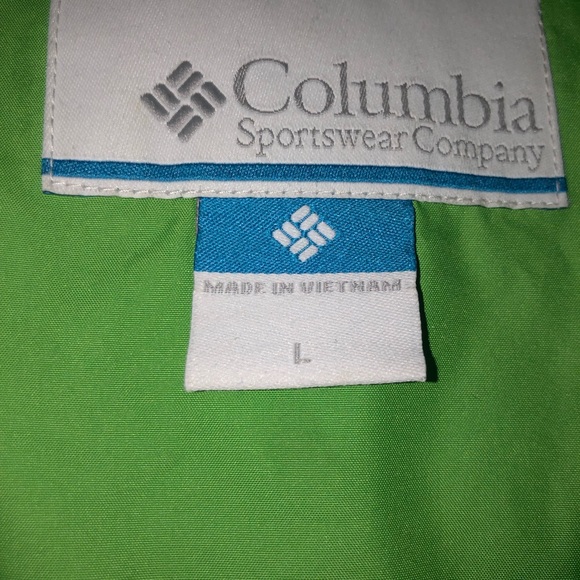 Columbia
Sportswear Company
MADE IN VIETNAM
L